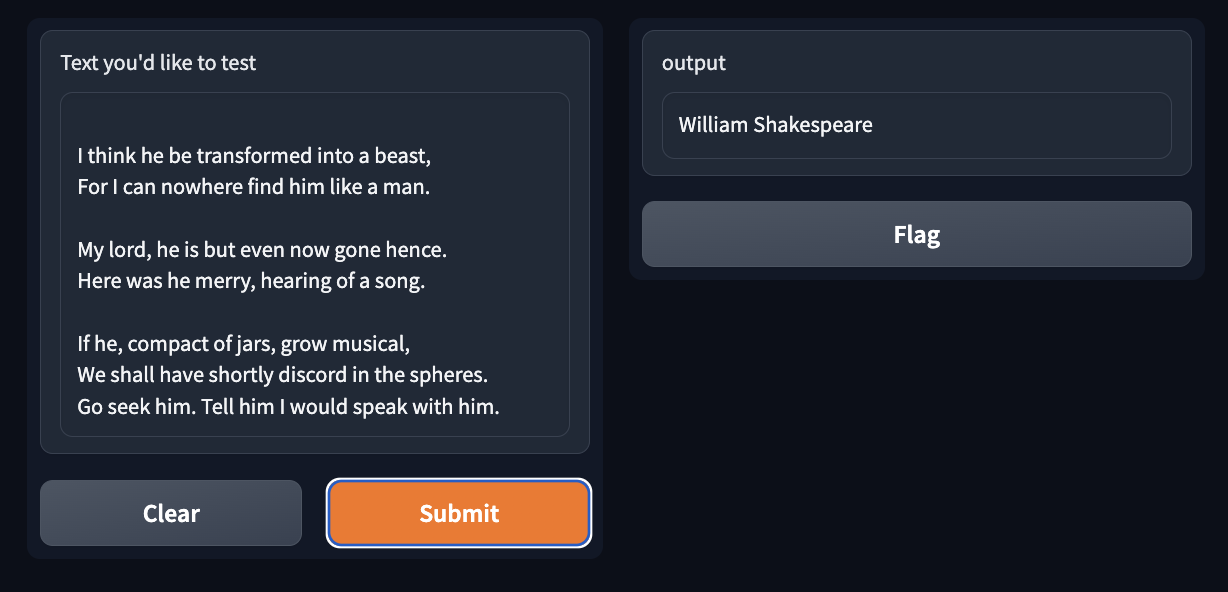 Text you'd like to test
I think he be transformed into a beast,
For I can nowhere find him like a man.
My lord, he is but even now gone hence.
Here was he merry, hearing of a song.
If he, compact of jars, grow musical,
We shall have shortly discord in the spheres.
Go seek him. Tell him I would speak with him.
Clear
Submit
output
William Shakespeare
Flag